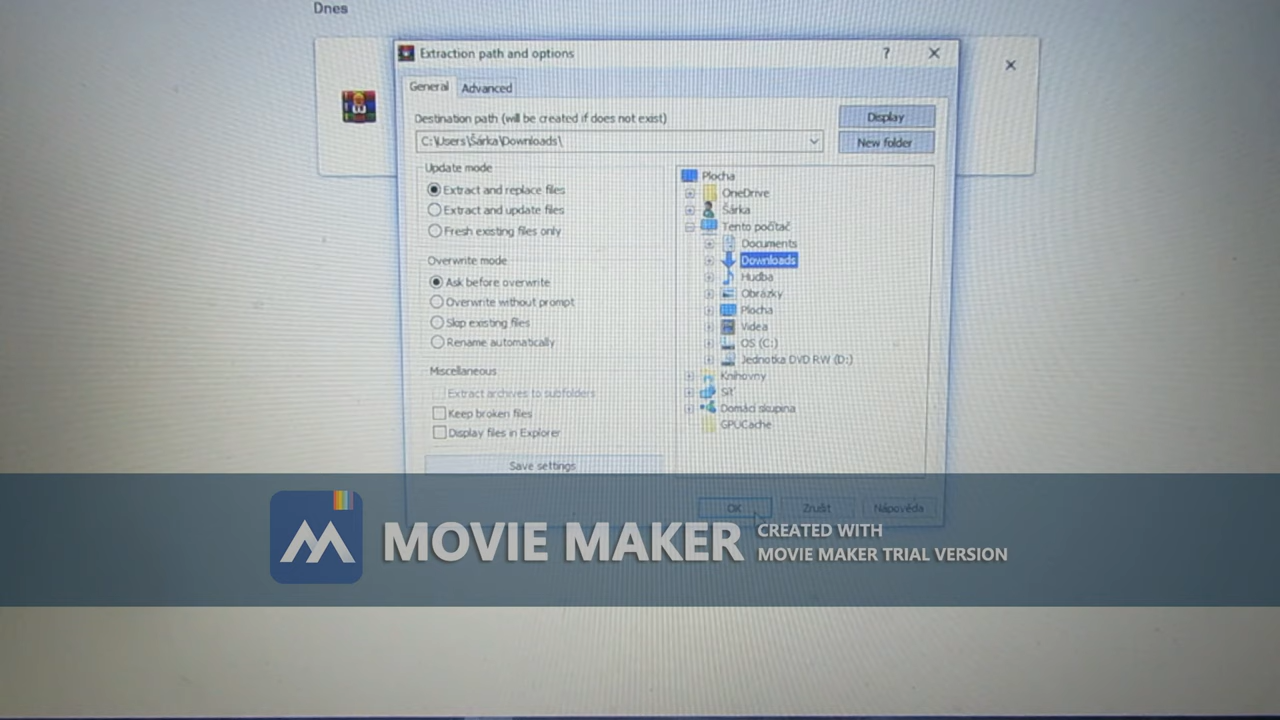 Dnes
Extraction path and options
General
Advanced
Destination path (will be created if does not exist)
Display
C:\Users\Šárka\Downloads\
New folder
Update mode
Extract and replace files
Extract and update files
Fresh existing files only
Overwrite mode
Ask before overwrite
Overwrite without prompt
Skip existing files
Rename automatically
Miscellaneous
Extract archives to subfolders
Keep broken files
Display files in Explorer
Save settings
Plocha
OneDrive
Šárka
Tento počítač
Documents
Downloads
Hudba
Obrázky
Plocha
Videa
OS (C:)
Jednotka DVD RW (D:)
Knihovny
Síť
Domácí skupina
GPUCache
OK
Zrušit
Nápověda
MOVIE MAKER
CREATED WITH
MOVIE MAKER TRIAL VERSION